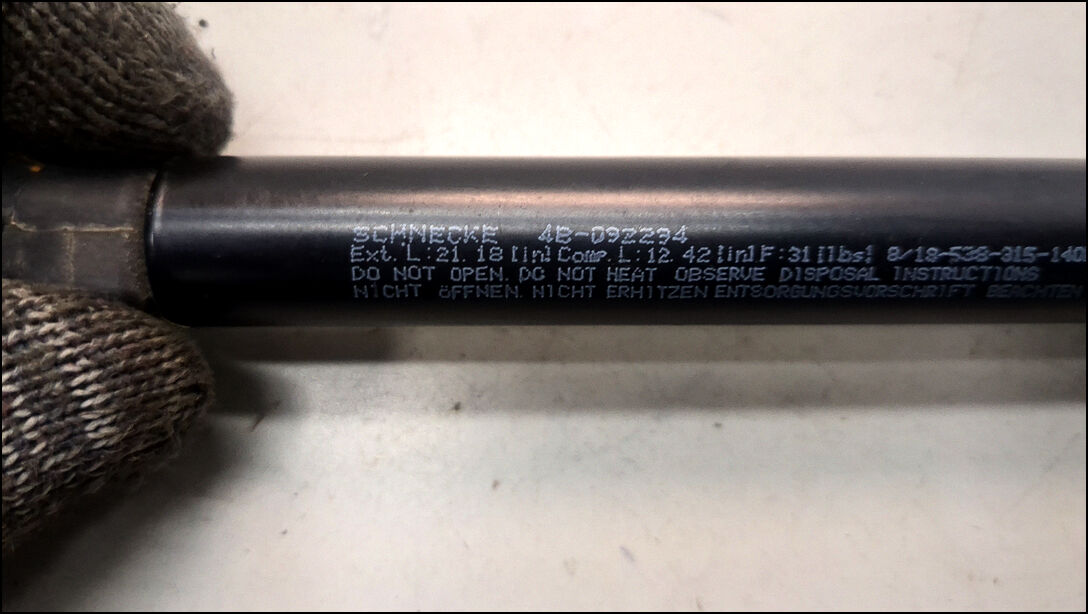 SCHNECKE 4B-092294
Ext. L:21.18 [in] Comp. L:12.42 [in] F:31 [lbs] 8/18-538-315-140
DO NOT OPEN. DO NOT HEAT OBSERVE DISPOSAL INSTRUCTIONS
NICHT ÖFFNEN. NICHT ERHITZEN ENTSORGUNGSVORSCHRIFT BEACHTEN